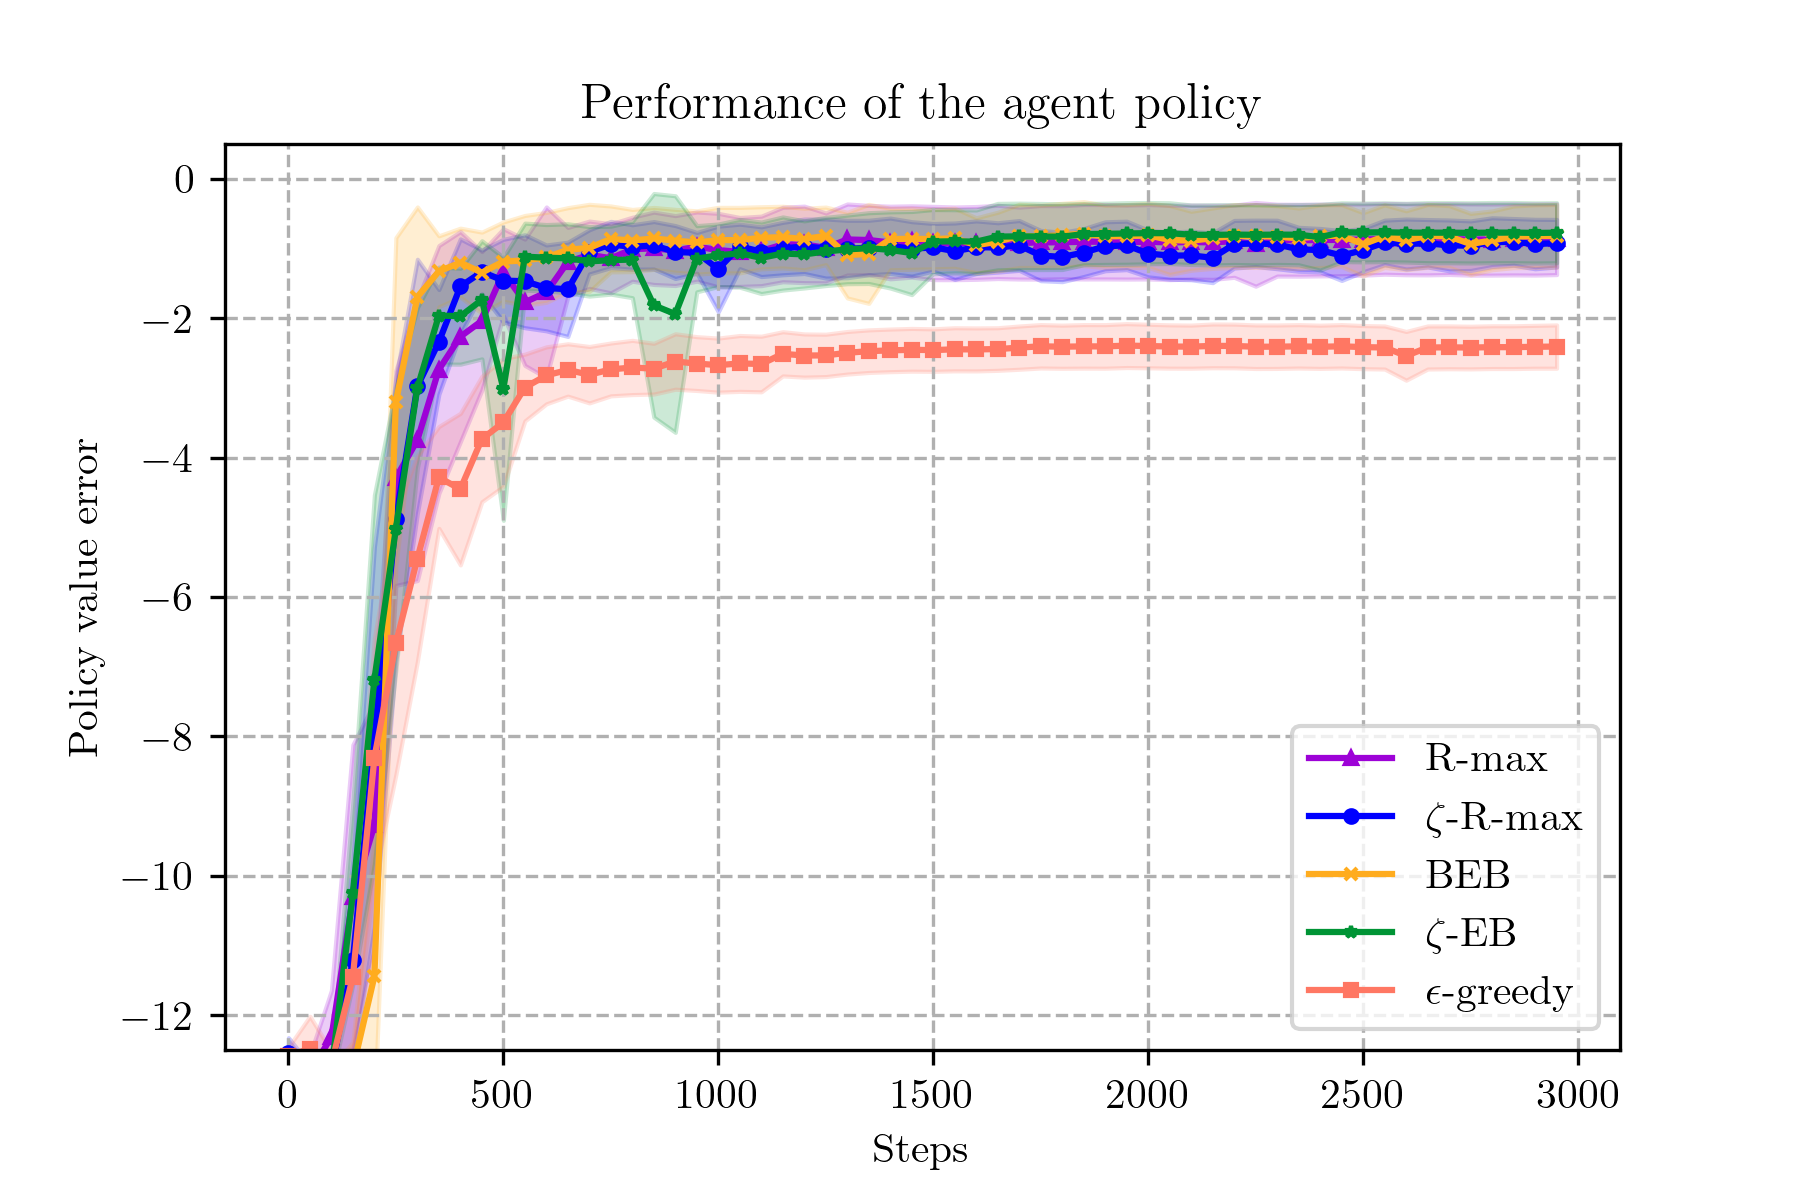 Performance of the agent policy
Policy value error
0
−2
−4
−6
−8
−10
−12
R-max
ζ-R-max
BEB
ζ-EB
ϵ-greedy
0 500 1000 1500 2000 2500 3000
Steps